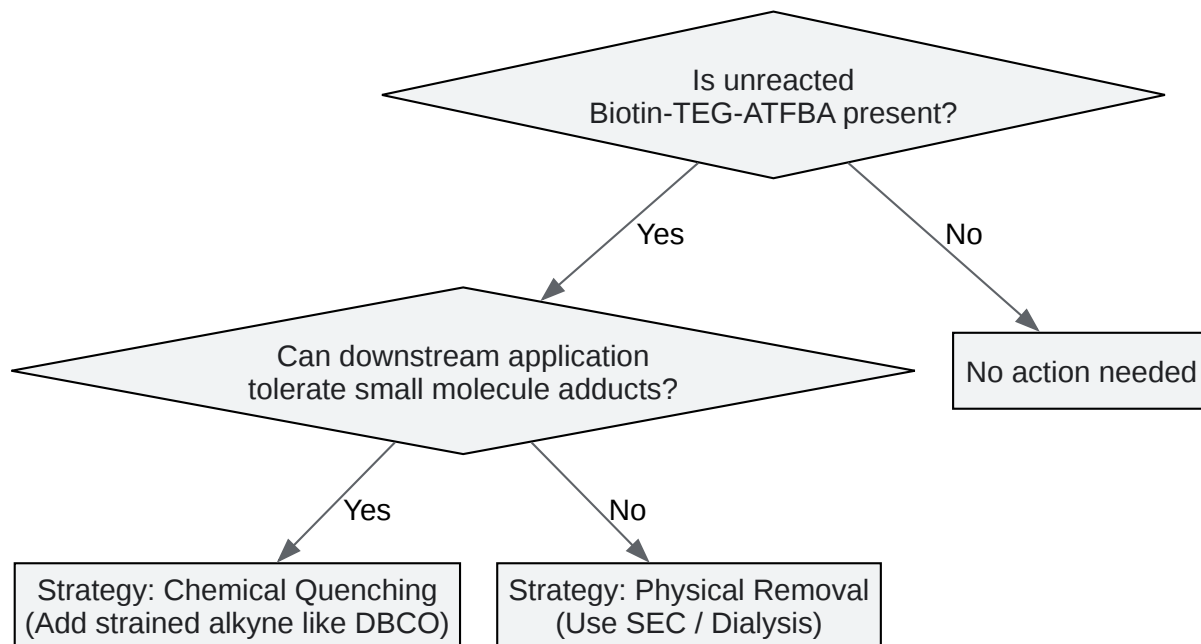 Is unreacted
Biotin-TEG-ATFBA present?
Yes
No
Can downstream application
tolerate small molecule adducts?
No action needed
Yes
No
Strategy: Chemical Quenching
(Add strained alkyne like DBCO)
Strategy: Physical Removal
(Use SEC / Dialysis)